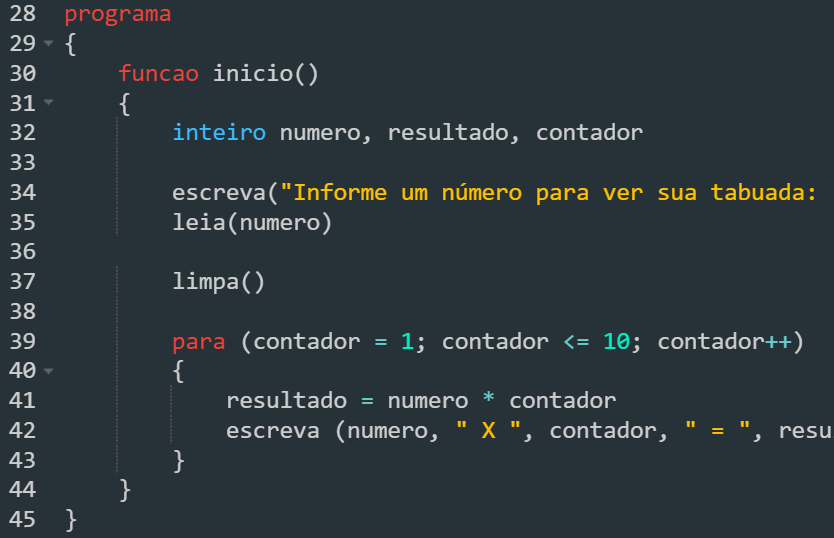 28 programa
29 {
30 funcao inicio()
31 {
32 inteiro numero, resultado, contador
33
34 escreva("Informe um número para ver sua tabuada:
35 leia(numero)
36
37 limpa()
38
39 para (contador = 1; contador <= 10; contador++)
40 {
41 resultado = numero * contador
42 escreva (numero, " X ", contador, " = ", resu
43 }
44 }
45 }